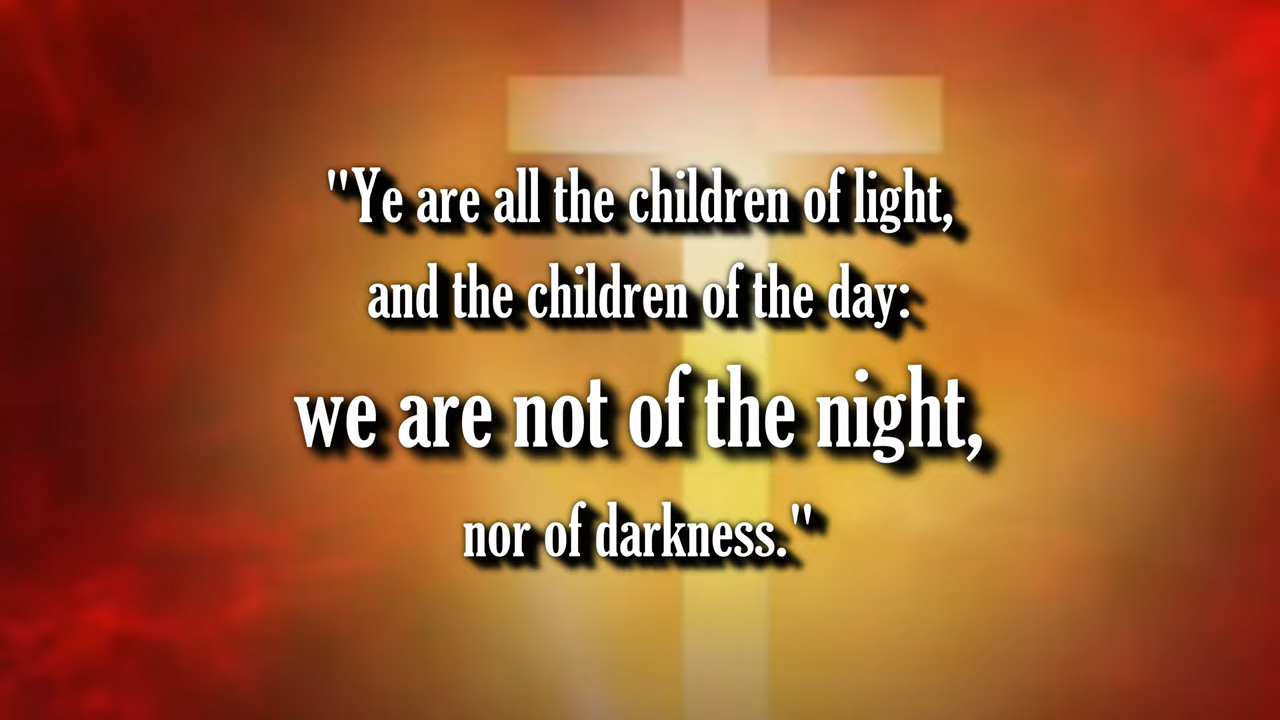 "Ye are all the children of light,
and the children of the day:
we are not of the night,
nor of darkness."